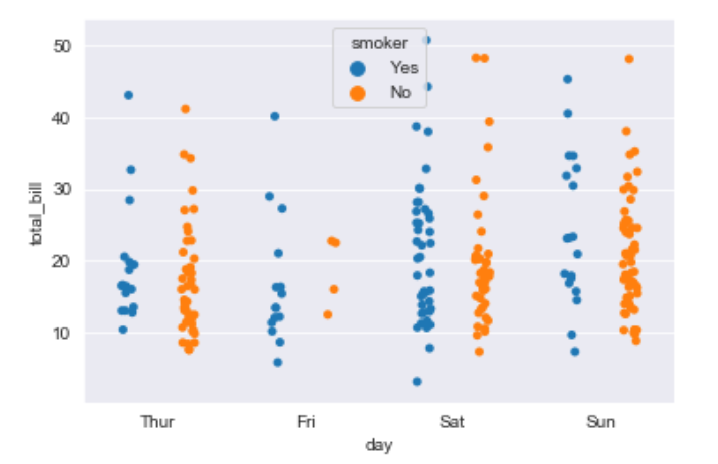 smoker
Yes
No
total_bill
50
40
30
20
10
Thur
Fri
Sat
Sun
day